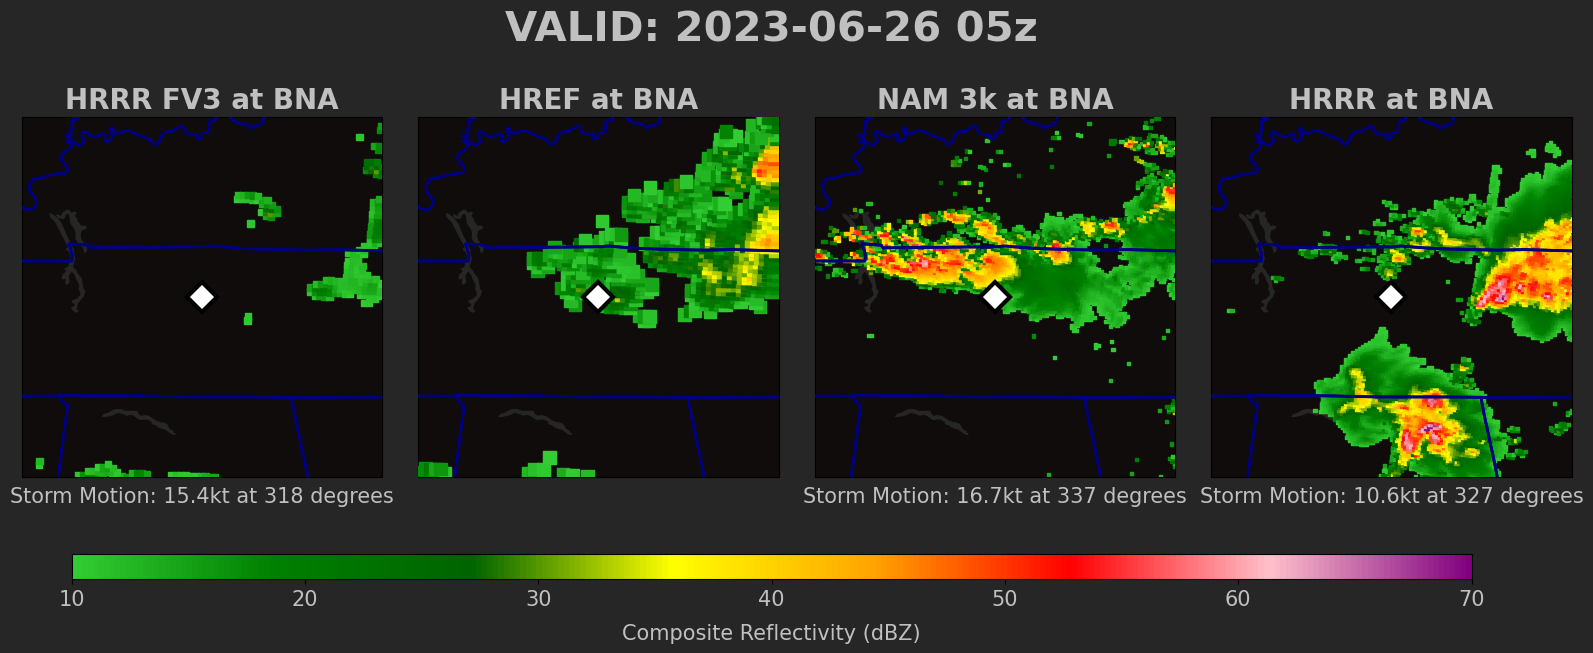 VALID: 2023-06-26 05z
HRRR FV3 at BNA
HREF at BNA
NAM 3k at BNA
HRRR at BNA
Storm Motion: 15.4kt at 318 degrees
Storm Motion: 16.7kt at 337 degrees
Storm Motion: 10.6kt at 327 degrees
10 20 30 40 50 60 70
Composite Reflectivity (dBZ)